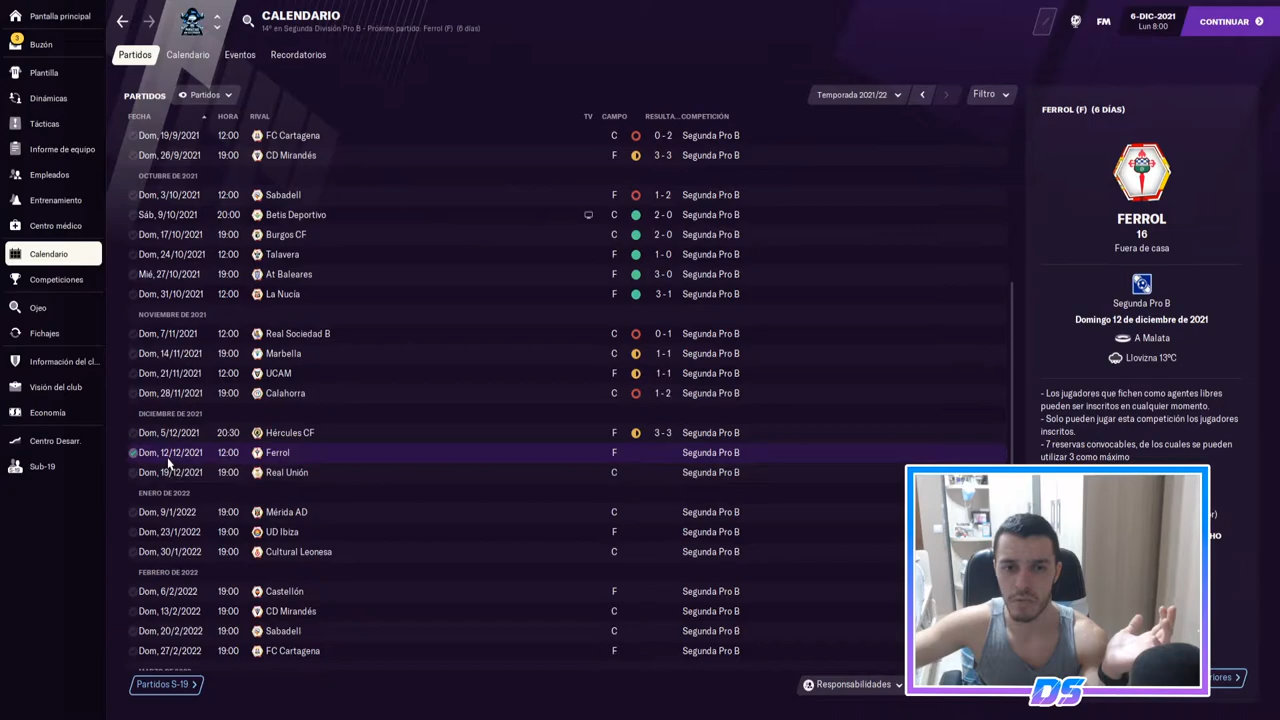 Pantalla principal
CALENDARIO
14º en Segunda División Pro B - Próximo partido: Ferrol (F) (6 días)
FM
6-DIC-2021
Lun 8:00
CONTINUAR
3
Buzón
Plantilla
Dinámicas
Tácticas
Informe de equipo
Empleados
Entrenamiento
Centro médico
Calendario
Competiciones
Ojeo
Fichajes
Información del cl...
Visión del club
Economía
Centro Desarr.
Sub-19
Partidos
Calendario
Eventos
Recordatorios
PARTIDOS
Partidos
Temporada 2021/22
Filtro
FECHA HORA RIVAL TV CAMPO RESULTA... COMPETICIÓN
Dom, 19/9/2021 12:00 FC Cartagena C 0 - 2 Segunda Pro B
Dom, 26/9/2021 19:00 CD Mirandés F 3 - 3 Segunda Pro B
OCTUBRE DE 2021
Dom, 3/10/2021 12:00 Sabadell F 1 - 2 Segunda Pro B
Sáb, 9/10/2021 20:00 Betis Deportivo C 2 - 0 Segunda Pro B
Dom, 17/10/2021 12:00 Burgos CF C 2 - 0 Segunda Pro B
Dom, 24/10/2021 12:00 Talavera F 1 - 0 Segunda Pro B
Mié, 27/10/2021 19:00 At Baleares F 3 - 0 Segunda Pro B
Dom, 31/10/2021 12:00 La Nucía F 3 - 1 Segunda Pro B
NOVIEMBRE DE 2021
Dom, 7/11/2021 12:00 Real Sociedad B C 0 - 1 Segunda Pro B
Dom, 14/11/2021 19:00 Marbella C 1 - 1 Segunda Pro B
Dom, 21/11/2021 12:00 UCAM F 1 - 1 Segunda Pro B
Dom, 28/11/2021 19:00 Calahorra C 1 - 2 Segunda Pro B
DICIEMBRE DE 2021
Dom, 5/12/2021 20:30 Hércules CF F 3 - 3 Segunda Pro B
Dom, 12/12/2021 12:00 Ferrol F Segunda Pro B
Dom, 19/12/2021 19:00 Real Unión C Segunda Pro B
ENERO DE 2022
Dom, 9/1/2022 19:00 Mérida AD C Segunda Pro B
Dom, 23/1/2022 19:00 UD Ibiza F Segunda Pro B
Dom, 30/1/2022 19:00 Cultural Leonesa C Segunda Pro B
FEBRERO DE 2022
Dom, 6/2/2022 19:00 Castellón F Segunda Pro B
Dom, 13/2/2022 19:00 CD Mirandés C Segunda Pro B
Dom, 20/2/2022 19:00 Sabadell C Segunda Pro B
Dom, 27/2/2022 19:00 FC Cartagena F Segunda Pro B
Partidos S-19
Responsabilidades
FERROL (F) (6 DÍAS)
FERROL
16
Fuera de casa
Segunda Pro B
Domingo 12 de diciembre de 2021
A Malata
Llovizna 13ºC
- Los jugadores que fichen como agentes libres
pueden ser inscritos en cualquier momento.
- Solo pueden jugar esta competición los jugadores
inscritos.
- 7 reservas convocables, de los cuales se pueden
utilizar 3 como máximo
DS